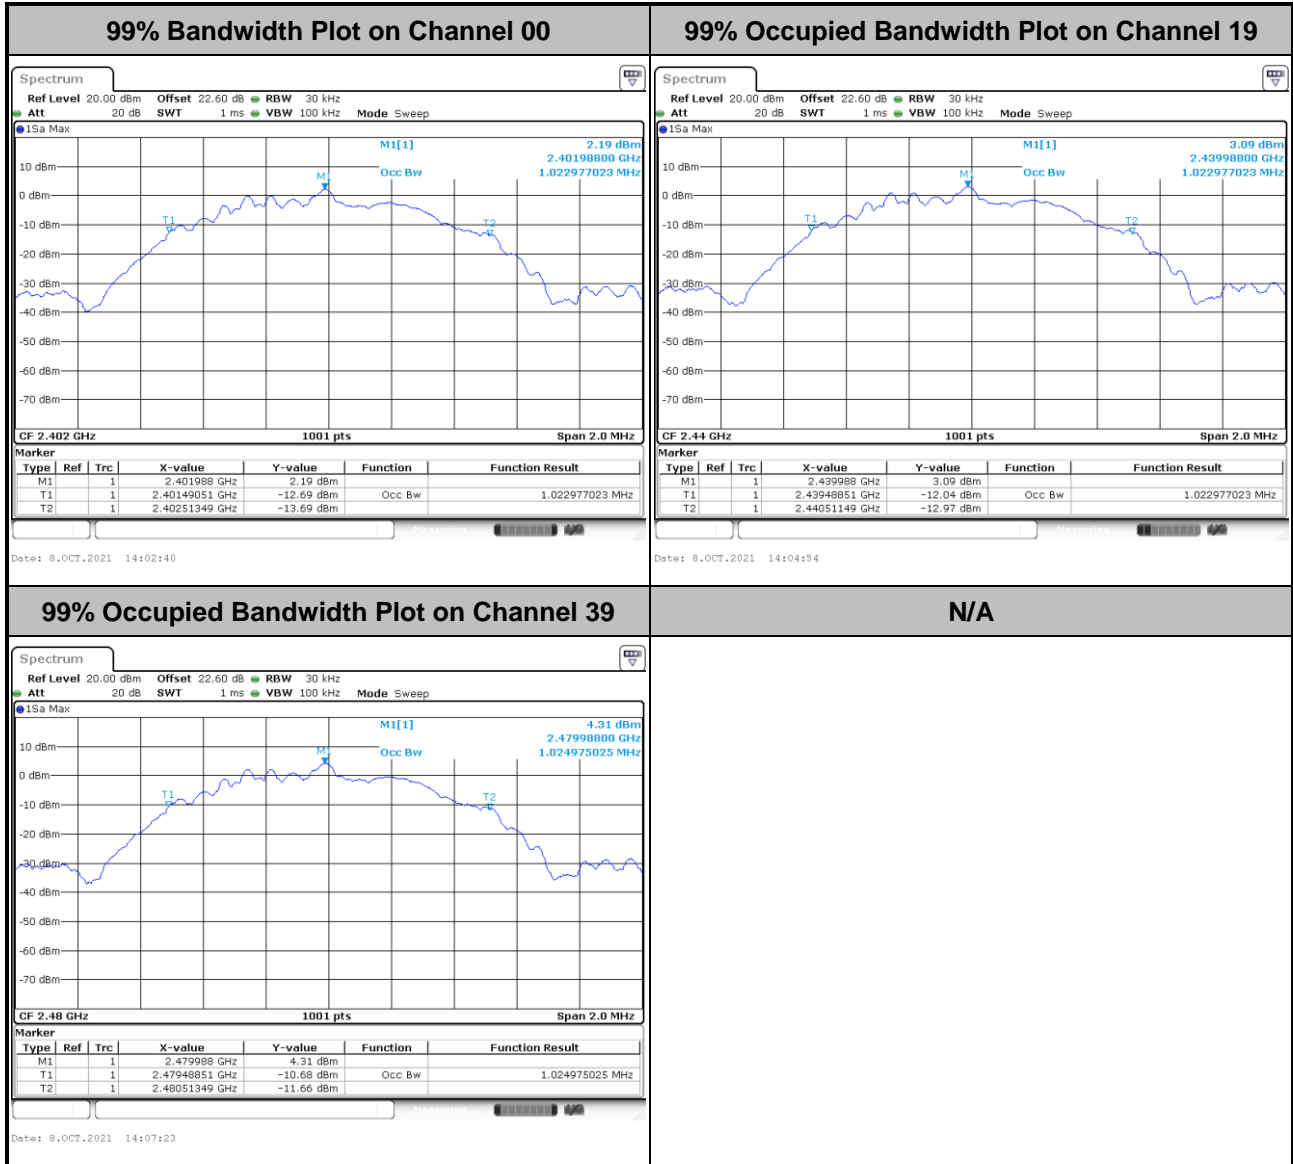 99% Bandwidth Plot on Channel 00
Spectrum
Ref Level 20.00 dBm Offset 22.60 dB RBW 30 kHz
Att 20 dB SWT 1 ms VBW 100 kHz Mode Sweep
1Sa Max
M1[1] 2.19 dBm
2.40198800 GHz
Occ Bw 1.022977023 MHz
M1
T1
T2
10 dBm
0 dBm
-10 dBm
-20 dBm
-30 dBm
-40 dBm
-50 dBm
-60 dBm
-70 dBm
CF 2.402 GHz 1001 pts Span 2.0 MHz
Marker
Type Ref Trc X-value Y-value Function Function Result
M1 1 2.401988 GHz 2.19 dBm
T1 1 2.40149051 GHz -12.69 dBm Occ Bw 1.022977023 MHz
T2 1 2.40251349 GHz -13.69 dBm
Measuring...
Date: 8.OCT.2021 14:02:40
99% Occupied Bandwidth Plot on Channel 19
Spectrum
Ref Level 20.00 dBm Offset 22.60 dB RBW 30 kHz
Att 20 dB SWT 1 ms VBW 100 kHz Mode Sweep
1Sa Max
M1[1] 3.09 dBm
2.43998800 GHz
Occ Bw 1.022977023 MHz
M1
T1
T2
10 dBm
0 dBm
-10 dBm
-20 dBm
-30 dBm
-40 dBm
-50 dBm
-60 dBm
-70 dBm
CF 2.44 GHz 1001 pts Span 2.0 MHz
Marker
Type Ref Trc X-value Y-value Function Function Result
M1 1 2.439988 GHz 3.09 dBm
T1 1 2.43948851 GHz -12.04 dBm Occ Bw 1.022977023 MHz
T2 1 2.44051149 GHz -12.97 dBm
Measuring...
Date: 8.OCT.2021 14:04:54
99% Occupied Bandwidth Plot on Channel 39
Spectrum
Ref Level 20.00 dBm Offset 22.60 dB RBW 30 kHz
Att 20 dB SWT 1 ms VBW 100 kHz Mode Sweep
1Sa Max
M1[1] 4.31 dBm
2.47998800 GHz
Occ Bw 1.024975025 MHz
M1
T1
T2
10 dBm
0 dBm
-10 dBm
-20 dBm
-30 dBm
-40 dBm
-50 dBm
-60 dBm
-70 dBm
CF 2.48 GHz 1001 pts Span 2.0 MHz
Marker
Type Ref Trc X-value Y-value Function Function Result
M1 1 2.479988 GHz 4.31 dBm
T1 1 2.47948851 GHz -10.68 dBm Occ Bw 1.024975025 MHz
T2 1 2.48051349 GHz -11.66 dBm
Measuring...
Date: 8.OCT.2021 14:07:23
N/A